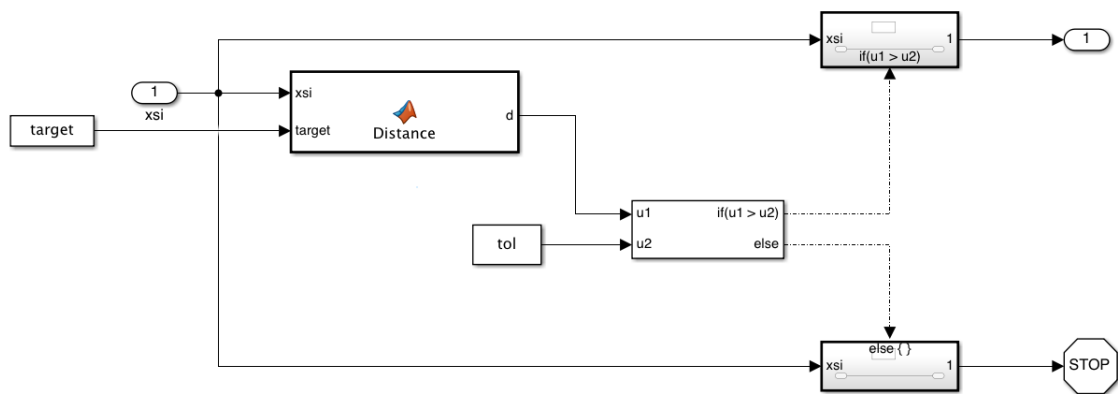 xsi
1
if(u1 > u2)
1
1
xsi
xsi
target
Distance
d
target
u1
if(u1 > u2)
u2
else
tol
else { }
xsi
1
STOP